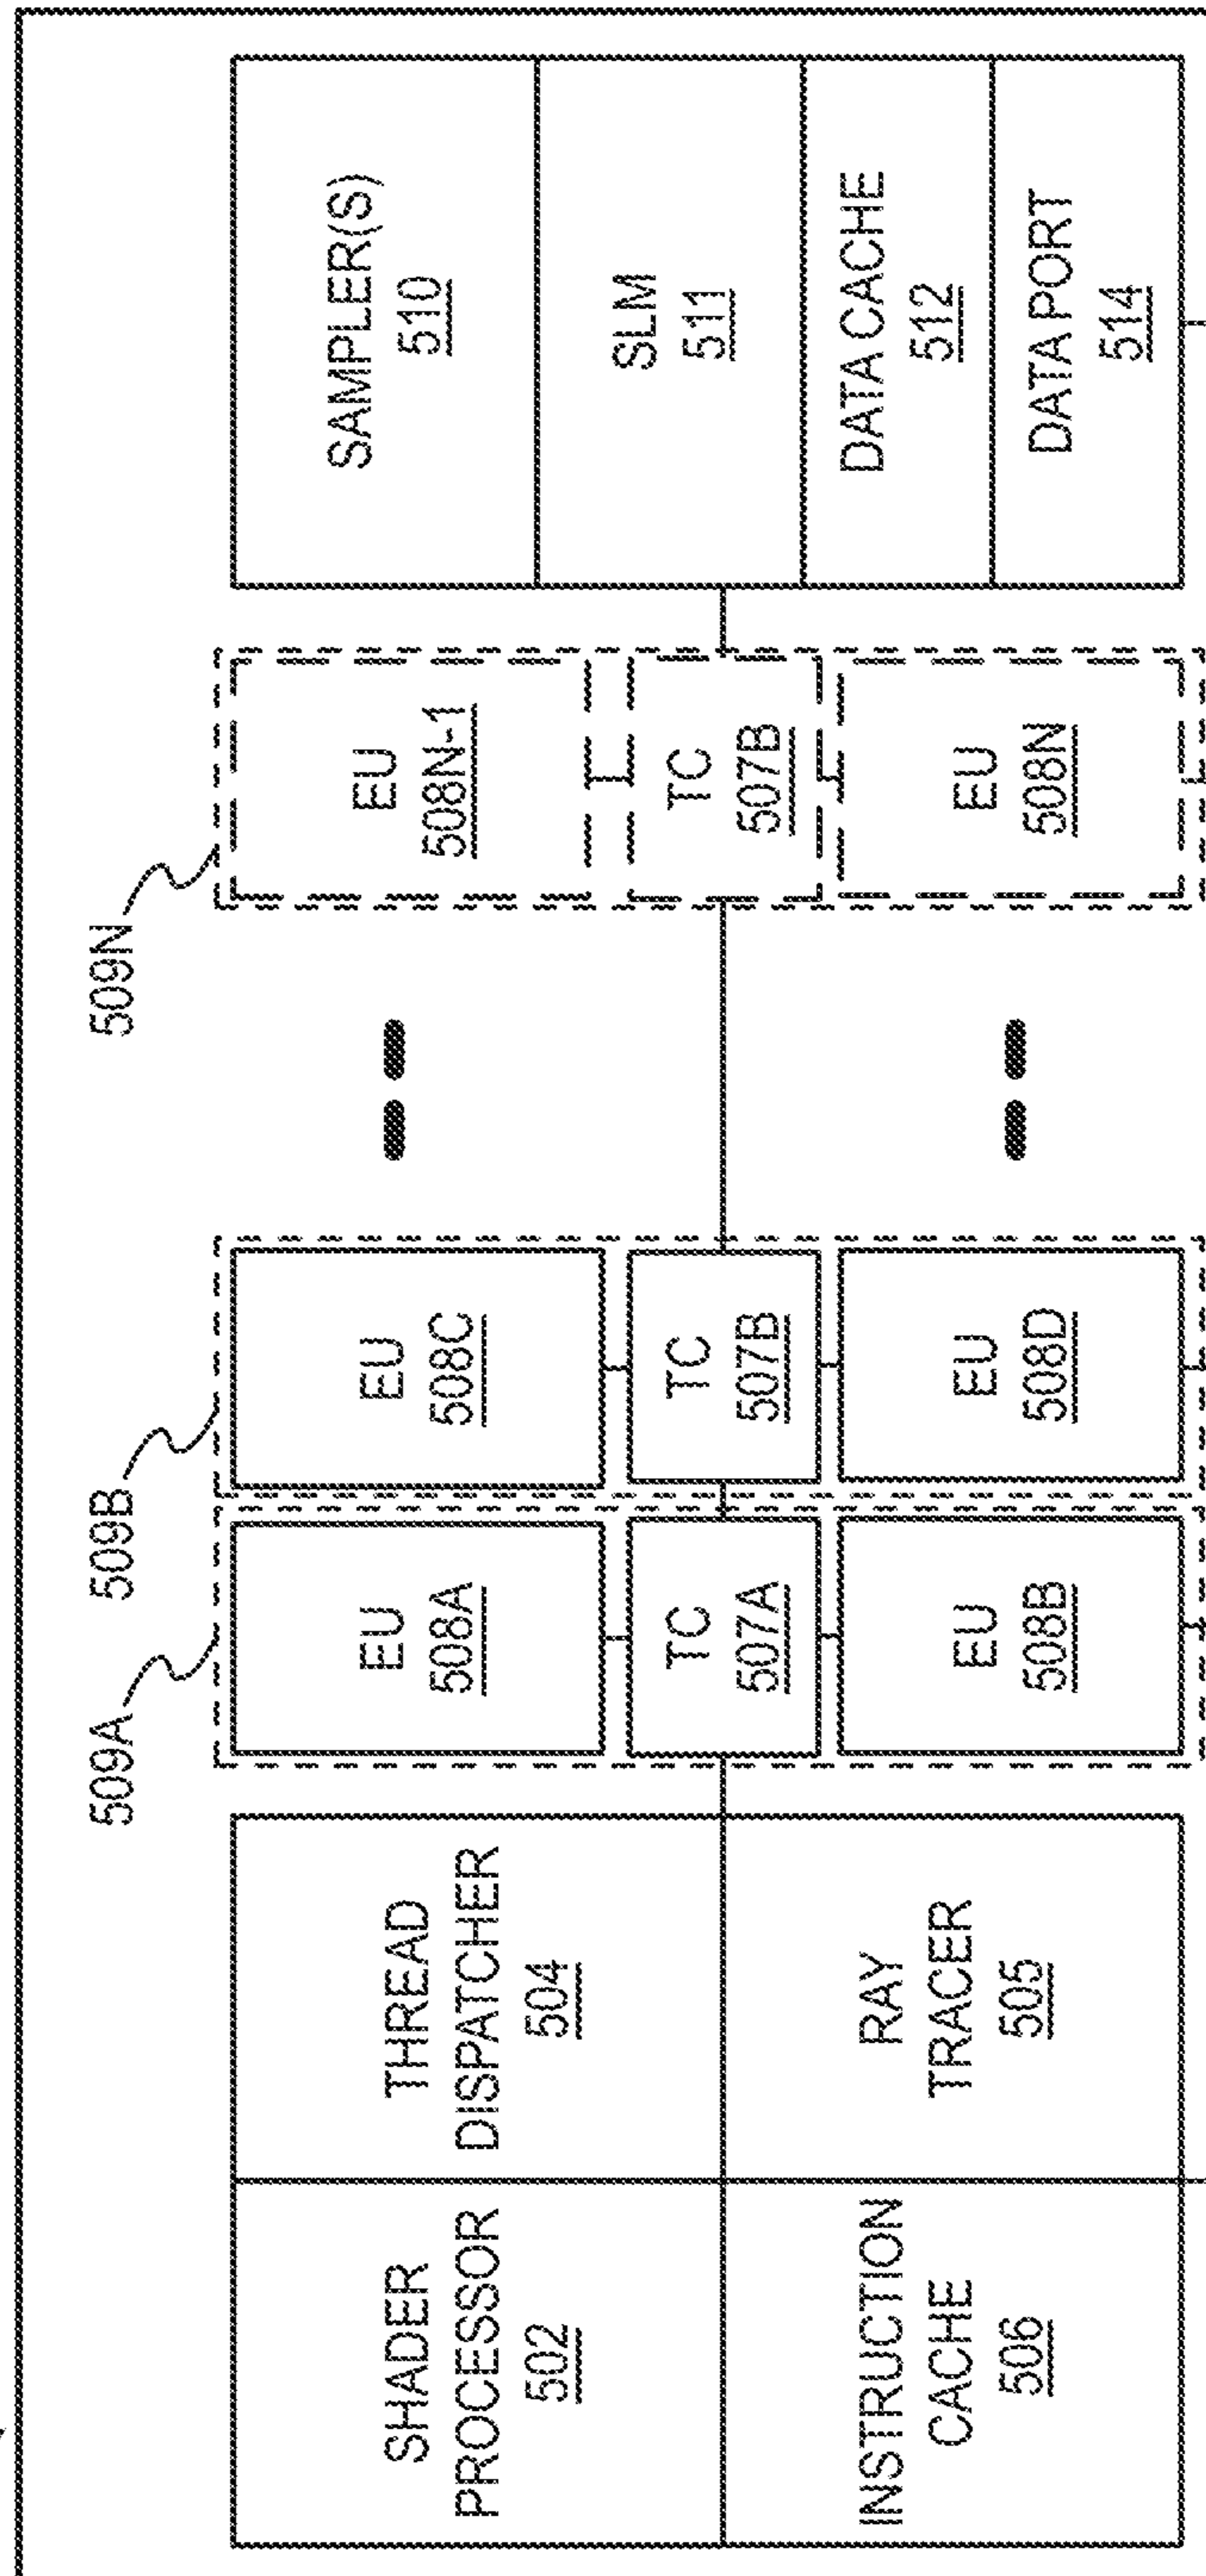 509A
509B
509N
SHADER
PROCESSOR
502
THREAD
DISPATCHER
504
INSTRUCTION
CACHE
506
RAY
TRACER
505
EU
508A
TC
507A
EU
508B
EU
508C
TC
507B
EU
508D
EU
508N-1
TC
507B
EU
508N
SAMPLER(S)
510
SLM
511
DATA CACHE
512
DATA PORT
514